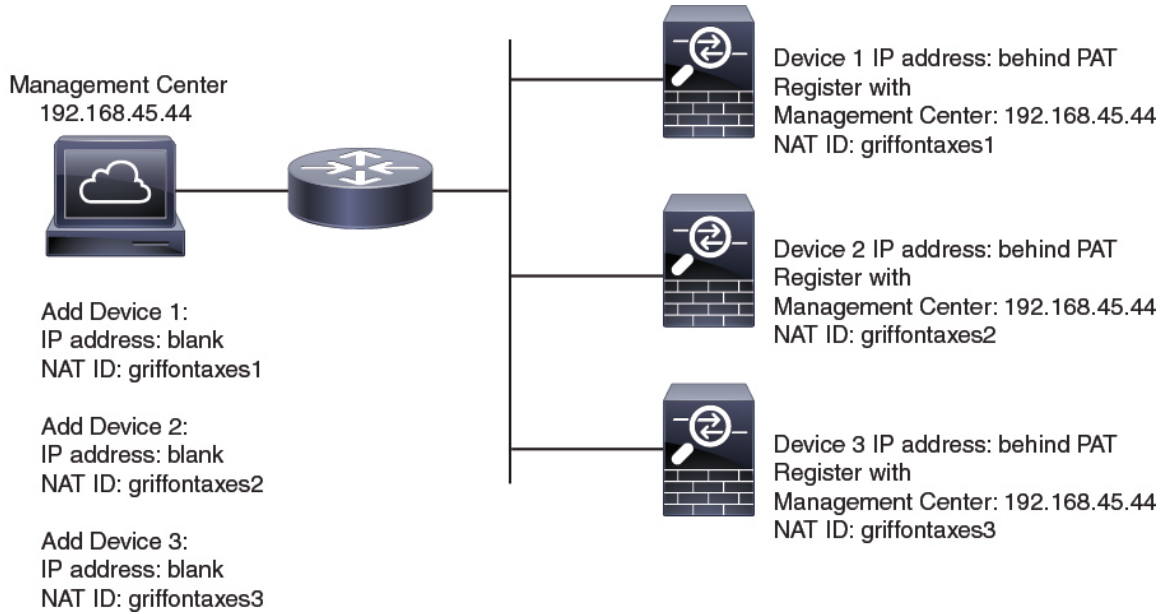 Management Center
192.168.45.44
Add Device 1:
IP address: blank
NAT ID: griffontaxes1
Add Device 2:
IP address: blank
NAT ID: griffontaxes2
Add Device 3:
IP address: blank
NAT ID: griffontaxes3
Device 1 IP address: behind PAT
Register with
Management Center: 192.168.45.44
NAT ID: griffontaxes1
Device 2 IP address: behind PAT
Register with
Management Center: 192.168.45.44
NAT ID: griffontaxes2
Device 3 IP address: behind PAT
Register with
Management Center: 192.168.45.44
NAT ID: griffontaxes3